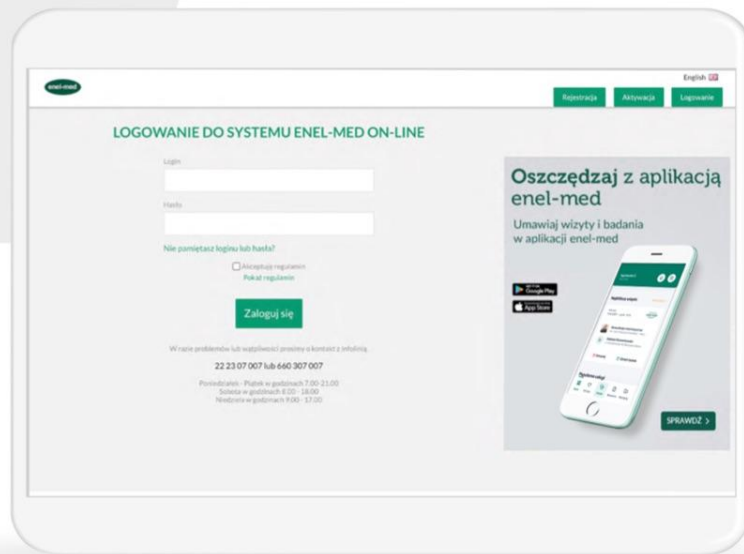 enel-med
English
Rejestracja
Aktywacja
Logowanie
LOGOWANIE DO SYSTEMU ENEL-MED ON-LINE
Login
Hasło
Nie pamiętasz loginu lub hasła?
Akceptuję regulamin
Pokaż regulamin
Zaloguj się
W razie problemów lub wątpliwości prosimy o kontakt z infolinią
22 23 07 007 lub 660 307 007
Poniedziałek - Piątek w godzinach 7:00-21:00
Sobota w godzinach 8:00 - 18:00
Niedziela w godzinach 9:00 - 17:00
Oszczędzaj z aplikacją
enel-med
Umawiaj wizyty i badania
w aplikacji enel-med
Google Play
App Store
SPRAWDŹ >